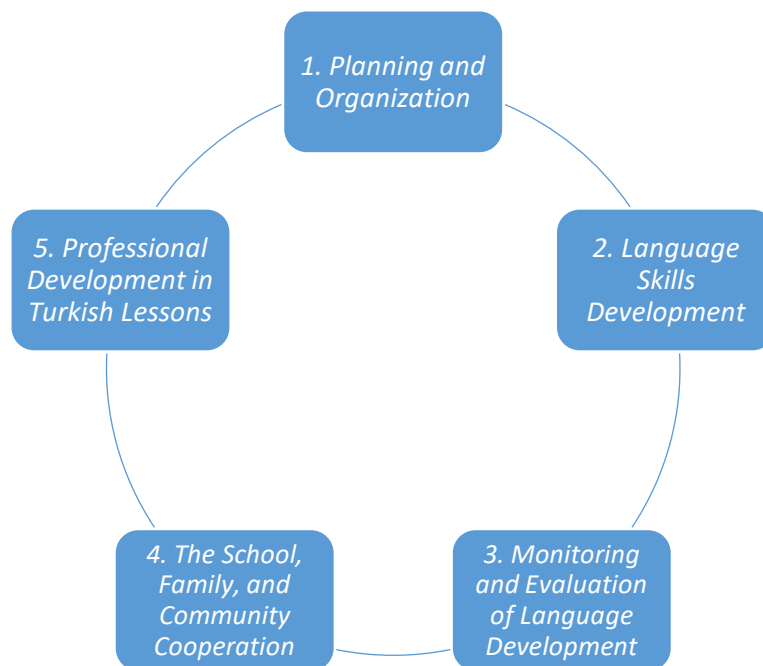 1. Planning and
Organization
2. Language
Skills
Development
3. Monitoring
and Evaluation
of Language
Development
4. The School,
Family, and
Community
Cooperation
5. Professional
Development in
Turkish Lessons